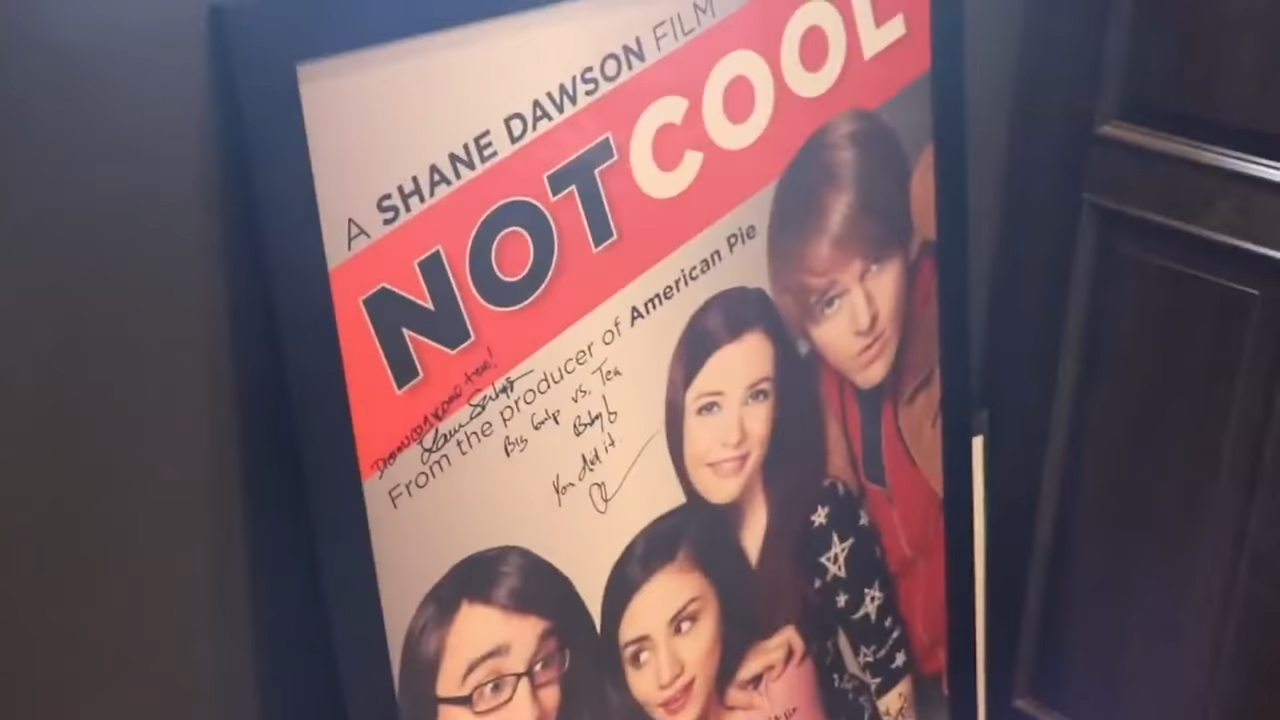 A SHANE DAWSON FILM
NOT COOL
From the producer of American Pie
Big Gulp vs. Tea
Baby
You did it.